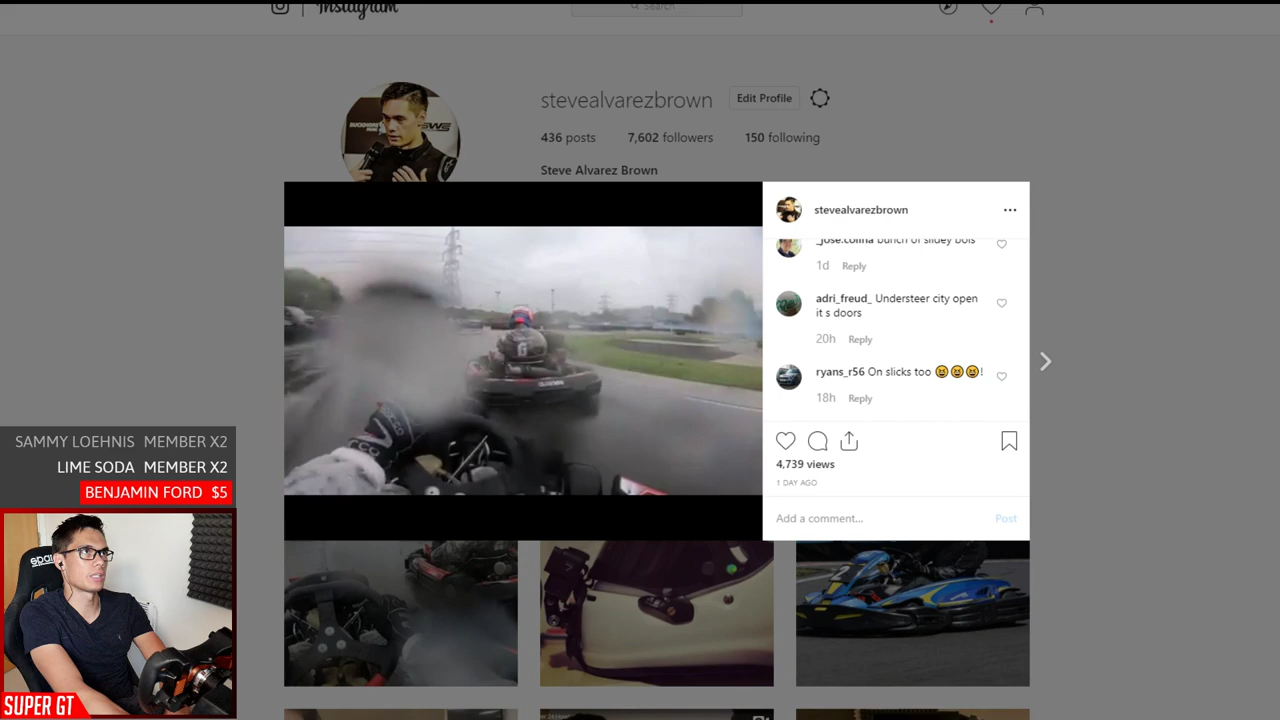 Instagram
Search
stevealvarezbrown Edit Profile
436 posts 7,602 followers 150 following
Steve Alvarez Brown
stevealvarezbrown
_jose.colina bunch of slidey bois
1d Reply
adri_freud_ Understeer city open
it s doors
20h Reply
ryans_r56 On slicks too 😆😆😆!
18h Reply
4,739 views
1 DAY AGO
Add a comment... Post
SAMMY LOEHNIS MEMBER X2
LIME SODA MEMBER X2
BENJAMIN FORD $5
SUPER GT